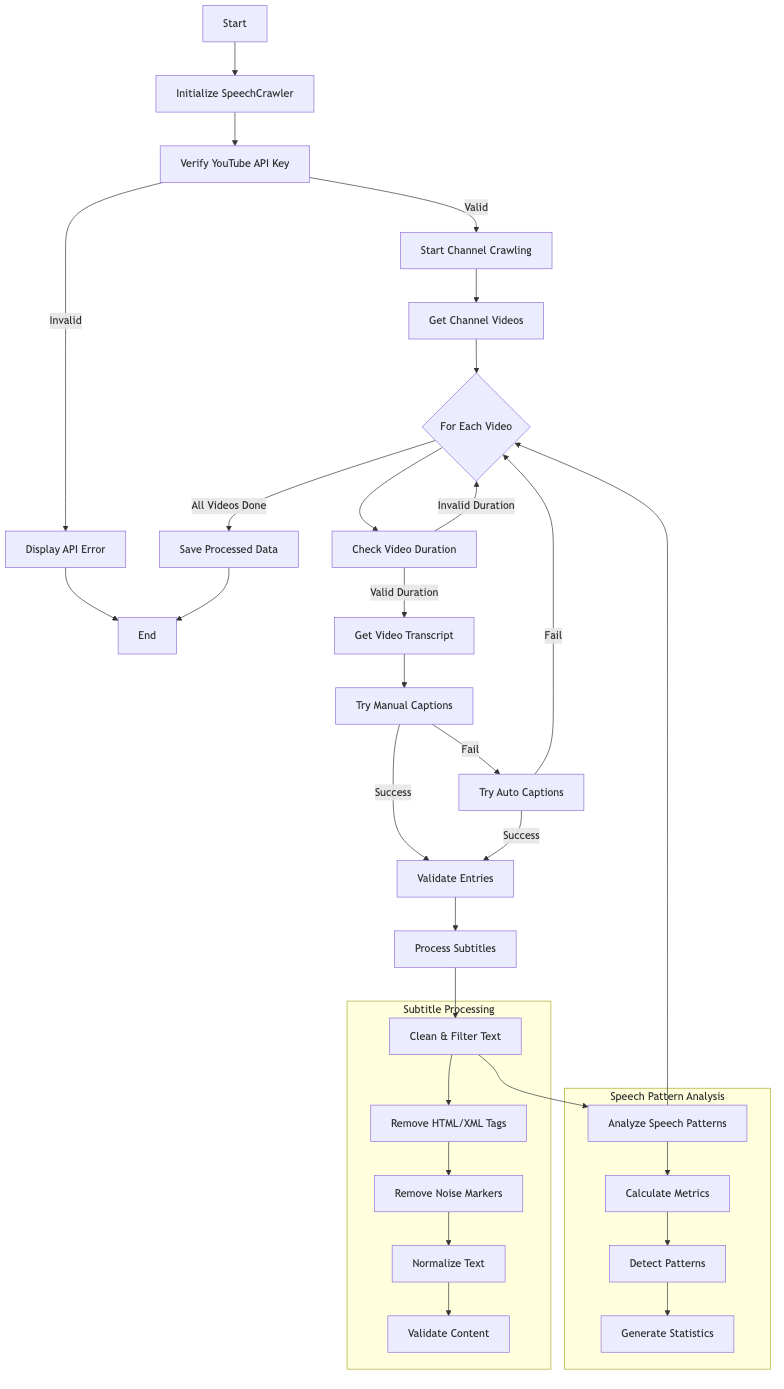 Start
Initialize SpeechCrawler
Verify YouTube API Key
Valid
Start Channel Crawling
Invalid
Get Channel Videos
For Each Video
All Videos Done
Invalid Duration
Display API Error
Save Processed Data
Check Video Duration
Valid Duration
End
Get Video Transcript
Fail
Try Manual Captions
Fail
Success
Try Auto Captions
Success
Validate Entries
Process Subtitles
Subtitle Processing
Clean & Filter Text
Speech Pattern Analysis
Remove HTML/XML Tags
Analyze Speech Patterns
Remove Noise Markers
Calculate Metrics
Normalize Text
Detect Patterns
Validate Content
Generate Statistics